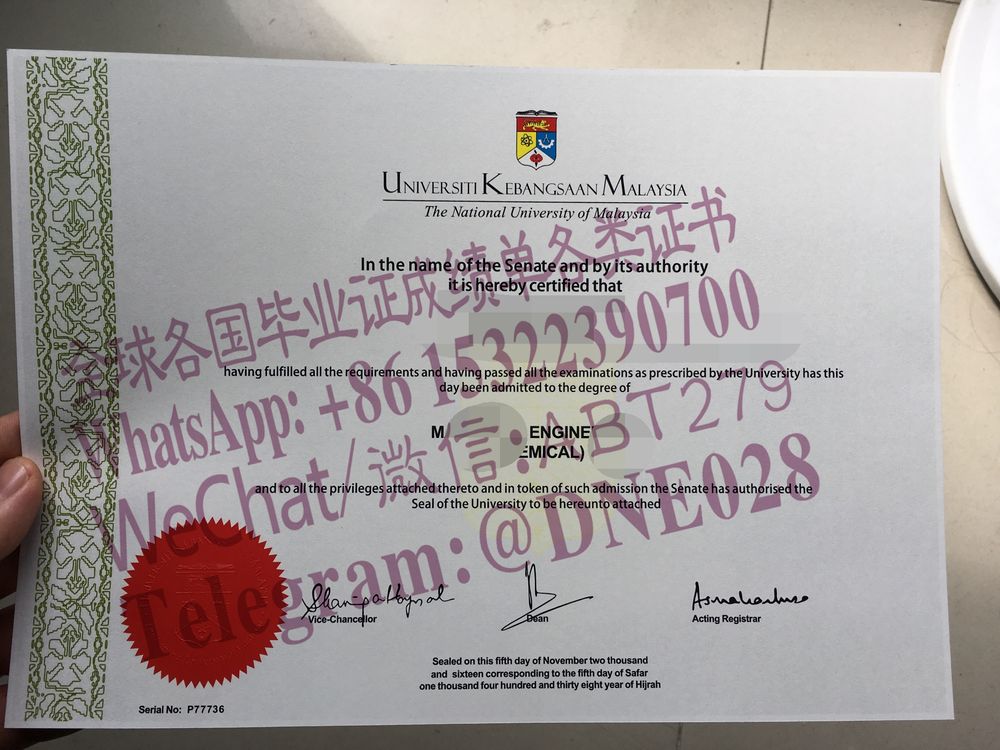 UNIVERSITI KEBANGSAAN MALAYSIA
The National University of Malaysia
In the name of the Senate and by its authority
it is hereby certified that
having fulfilled all the requirements and having passed all the examinations as prescribed by the University has this
day been admitted to the degree of
ENGINE
EMICAL)
and to all the privileges attached thereto and in token of such admission the Senate has authorised the
Seal of the University to be hereunto attached
全球各国毕业证成绩单各类证书
WhatsApp: +86 15322390700
WeChat/微信:ABT279
Telegram:@DNE028
Vice-Chancellor
Dean
Acting Registrar
Sealed on this fifth day of November two thousand
and sixteen corresponding to the fifth day of Safar
one thousand four hundred and thirty eight year of Hijrah
Serial No: P77736